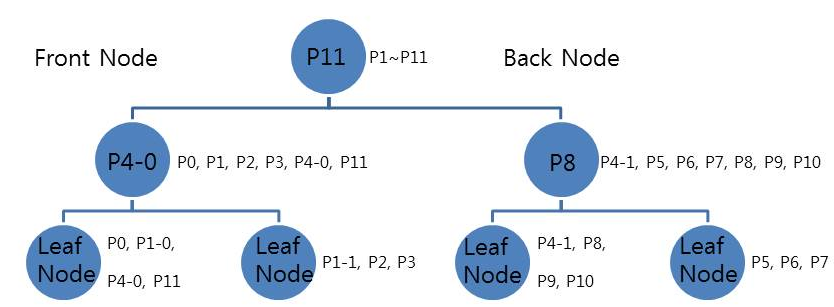 Front Node
P11
P1~P11
Back Node
P4-0
P0, P1, P2, P3, P4-0, P11
P8
P4-1, P5, P6, P7, P8, P9, P10
Leaf
Node
P0, P1-0,
P4-0, P11
Leaf
Node
P1-1, P2, P3
Leaf
Node
P4-1, P8,
P9, P10
Leaf
Node
P5, P6, P7